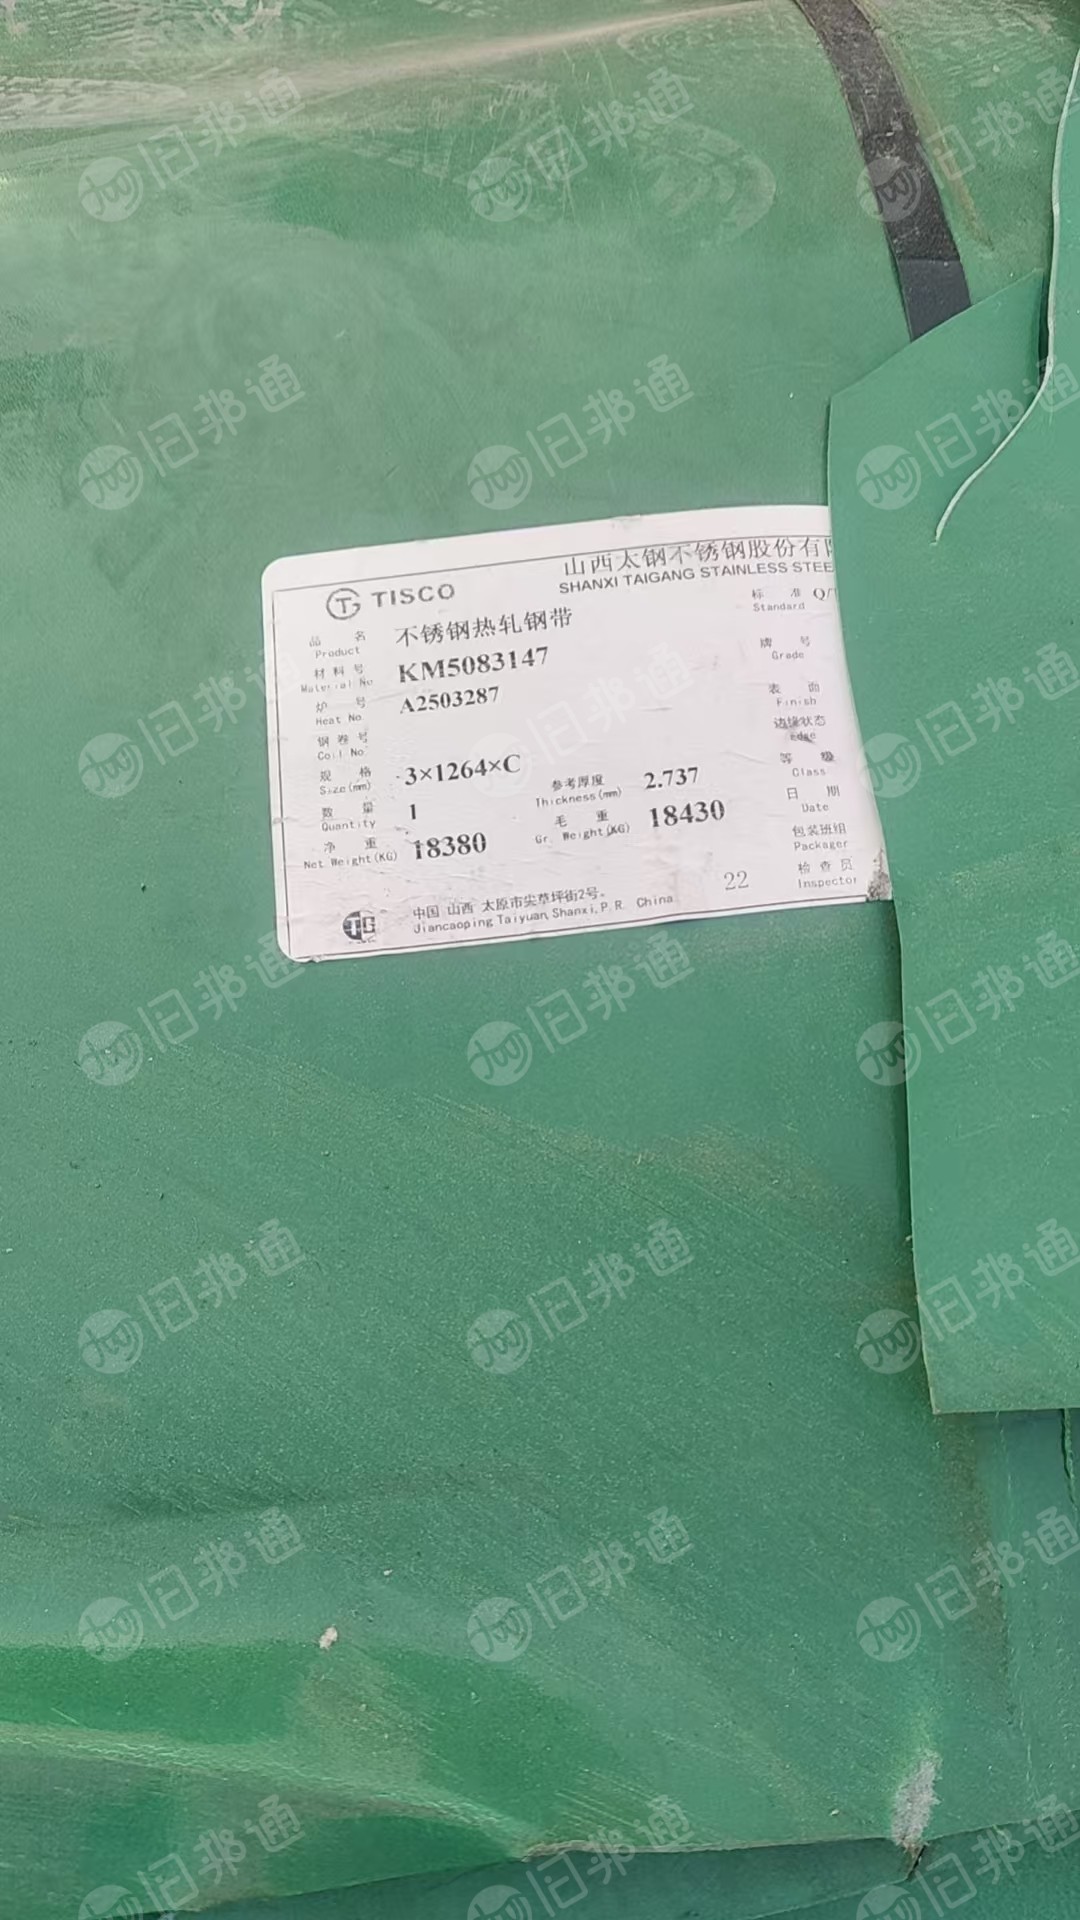 TISCO
山西太钢不锈钢股份有限
SHANXI TAIGANG STAINLESS STEE
品名 不锈钢热轧钢带 标准 Q/
Product Standard
材料号 KM5083147 牌号
Material No Grade
炉号 A2503287 表面
Heat No. Finish
钢卷号 边缘状态
Coil No edge
规格 3×1264×C 参考厚度 2.737 等级
Size(mm) Thickness(mm) Class
数量 1 毛重 18430 日期
Quantity Gr. Weight(KG) Date
净重 18380 包装班组
Net Weight(KG) Packager
22 检查员
Inspector
TG
中国 山西 太原市尖草坪街2号。
Jiancaoping Taiyuan, Shanxi, P.R. China
旧邦通